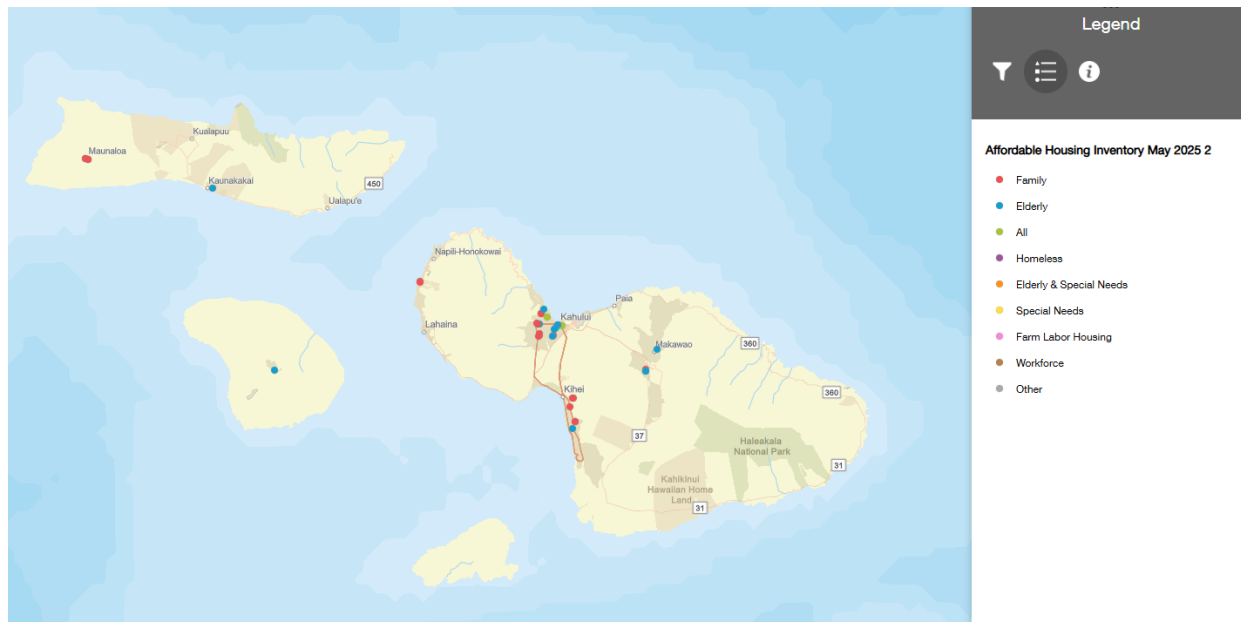 Legend
Affordable Housing Inventory May 2025 2
Family
Elderly
All
Homeless
Elderly & Special Needs
Special Needs
Farm Labor Housing
Workforce
Other
Kualapuu
Maunaloa
Kaunakakai
450
Ualapu'e
Napili-Honokowai
Lahaina
Kahului
Paia
Makawao
360
Kihei
360
37
Haleakala
National Park
31
Kahikinui
Hawaiian Home
Land
31